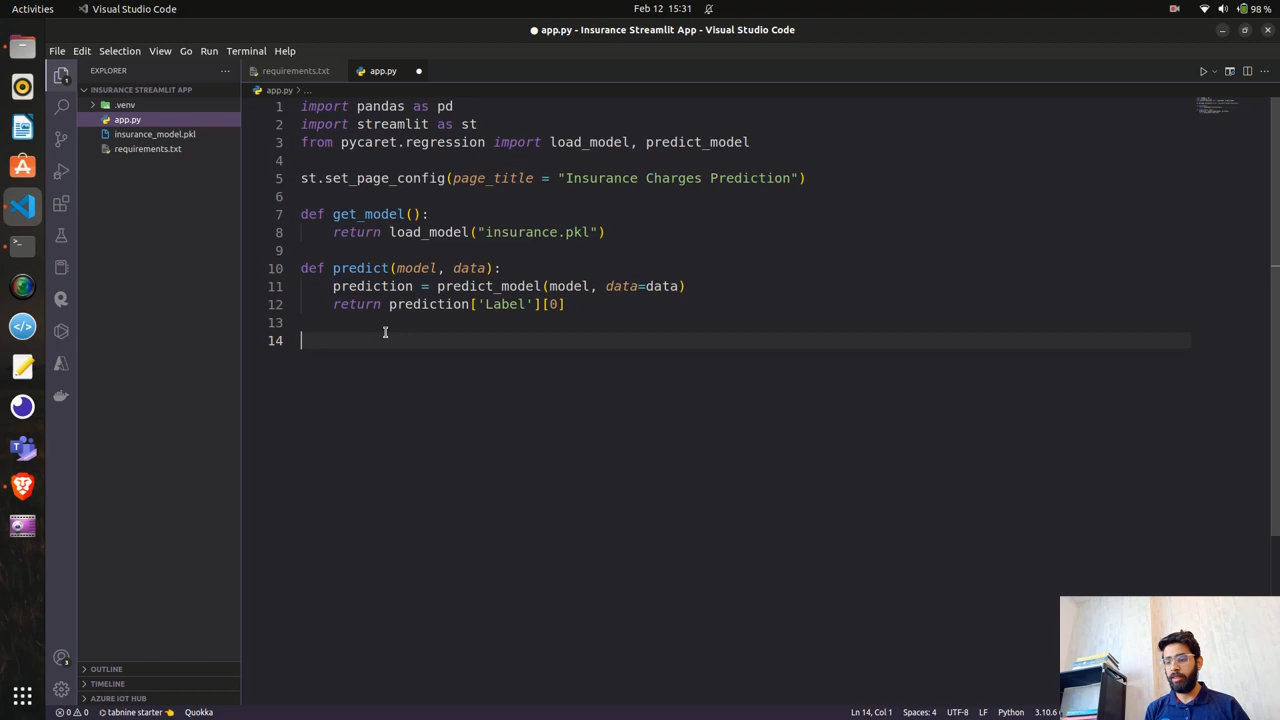 Activities
Visual Studio Code
Feb 12 15:31
98 %
app.py - Insurance Streamlit App - Visual Studio Code
File Edit Selection View Go Run Terminal Help
EXPLORER
requirements.txt
app.py
INSURANCE STREAMLIT APP
.venv
app.py
insurance_model.pkl
requirements.txt
app.py > ...
1 import pandas as pd
2 import streamlit as st
3 from pycaret.regression import load_model, predict_model
4
5 st.set_page_config(page_title = "Insurance Charges Prediction")
6
7 def get_model():
8 return load_model("insurance.pkl")
9
10 def predict(model, data):
11 prediction = predict_model(model, data=data)
12 return prediction['Label'][0]
13
14
OUTLINE
TIMELINE
AZURE IOT HUB
0 0 tabnine starter Quokka
Ln 14, Col 1 Spaces: 4 UTF-8 LF Python 3.10.6